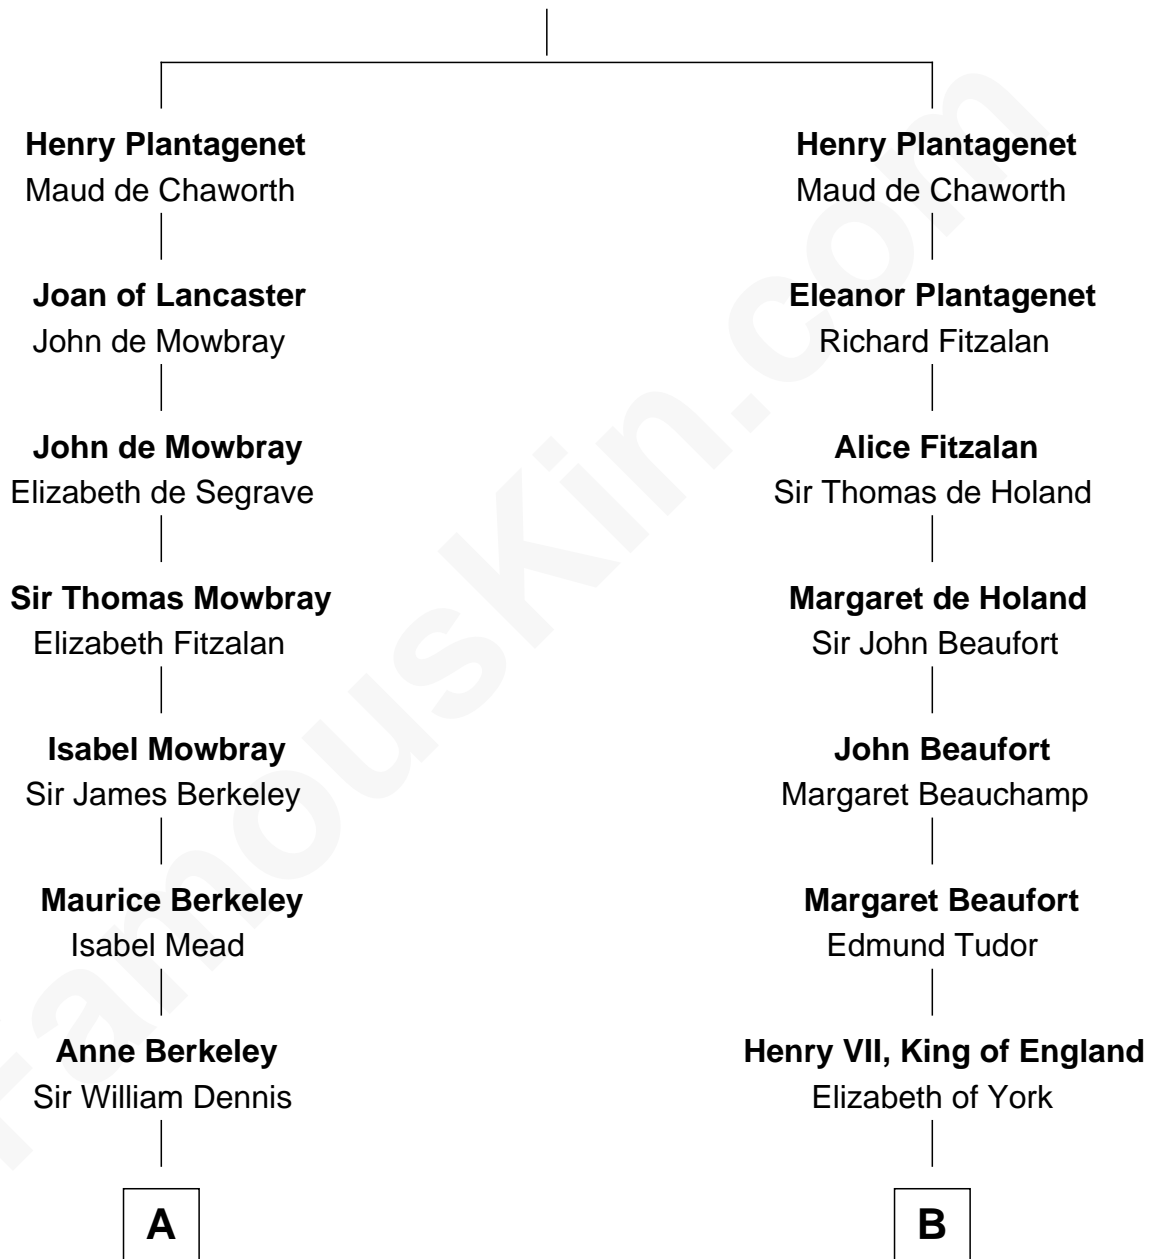 Henry Plantagenet
Maud de Chaworth
Joan of Lancaster
John de Mowbray
John de Mowbray
Elizabeth de Segrave
Sir Thomas Mowbray
Elizabeth Fitzalan
Isabel Mowbray
Sir James Berkeley
Maurice Berkeley
Isabel Mead
Anne Berkeley
Sir William Dennis
A
Henry Plantagenet
Maud de Chaworth
Eleanor Plantagenet
Richard Fitzalan
Alice Fitzalan
Sir Thomas de Holand
Margaret de Holand
Sir John Beaufort
John Beaufort
Margaret Beauchamp
Margaret Beaufort
Edmund Tudor
Henry VII, King of England
Elizabeth of York
B
FamousKin.com